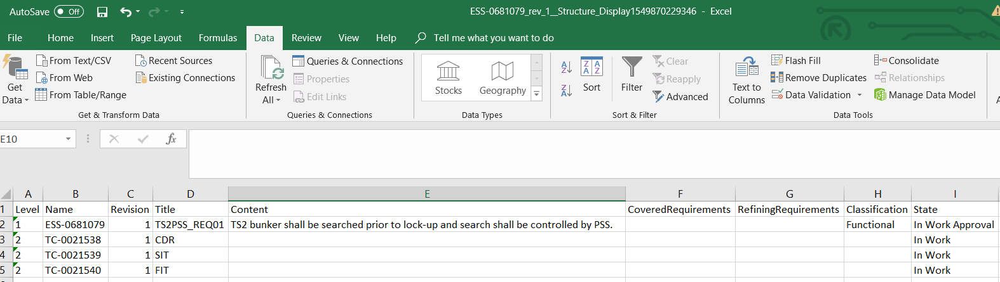 AutoSave Off ESS-0681079_rev_1__Structure_Display1549870229346 - Excel
File Home Insert Page Layout Formulas Data Review View Help Tell me what you want to do
Get Data
From Text/CSV
From Web
From Table/Range
Recent Sources
Existing Connections
Get & Transform Data
Refresh All
Queries & Connections
Properties
Edit Links
Queries & Connections
Stocks Geography
Data Types
Sort
Filter
Clear
Reapply
Advanced
Sort & Filter
Text to Columns
Flash Fill
Remove Duplicates
Data Validation
Consolidate
Relationships
Manage Data Model
Data Tools
E10 fx
A B C D E F G H I
1 Level Name Revision Title Content CoveredRequirements RefiningRequirements Classification State
2 1 ESS-0681079 1 TS2PSS_REQ01 TS2 bunker shall be searched prior to lock-up and search shall be controlled by PSS. Functional In Work Approval
3 2 TC-0021538 1 CDR In Work
4 2 TC-0021539 1 SIT In Work
5 2 TC-0021540 1 FIT In Work